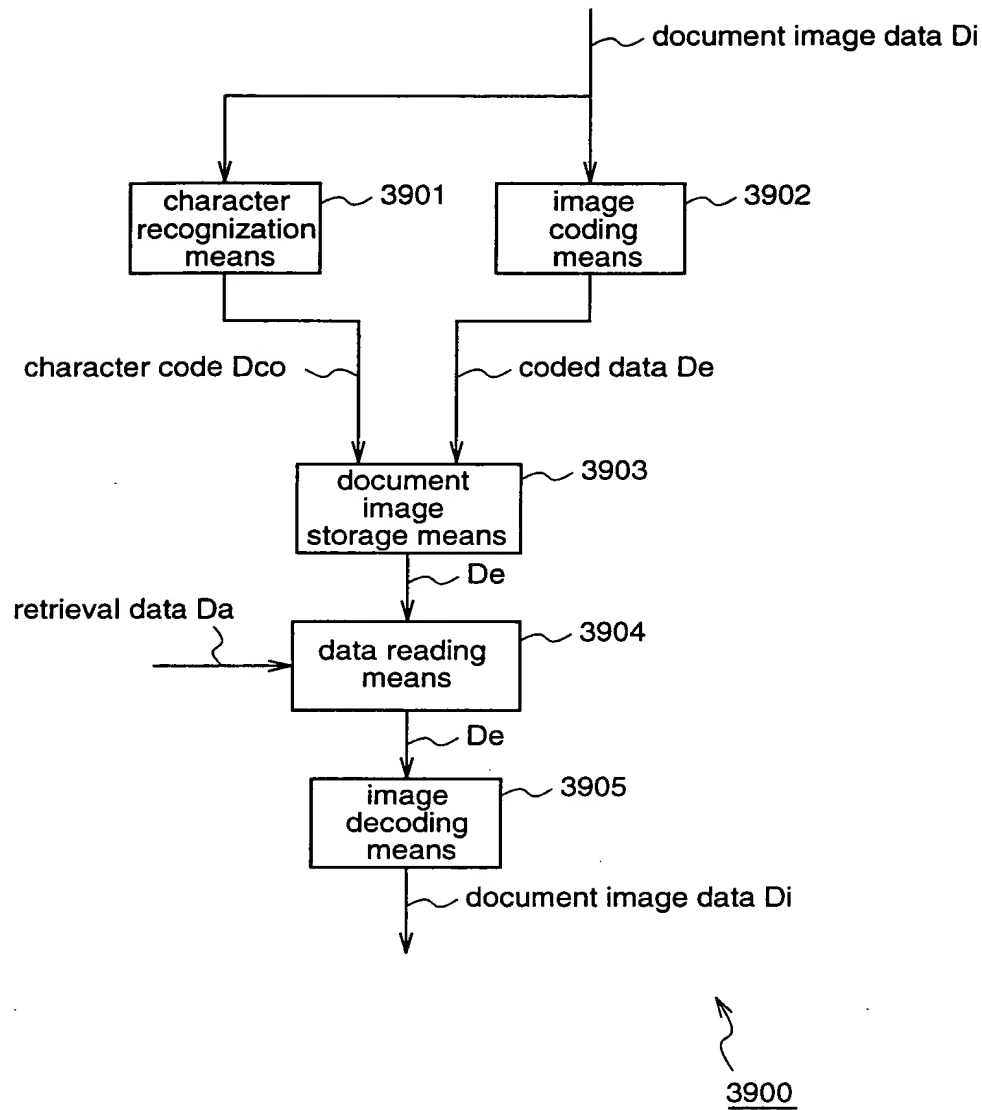 document image data Di
character
recognization
means
3901
image
coding
means
3902
character code Dco
coded data De
document
image
storage means
3903
De
retrieval data Da
data reading
means
3904
De
image
decoding
means
3905
document image data Di
3900